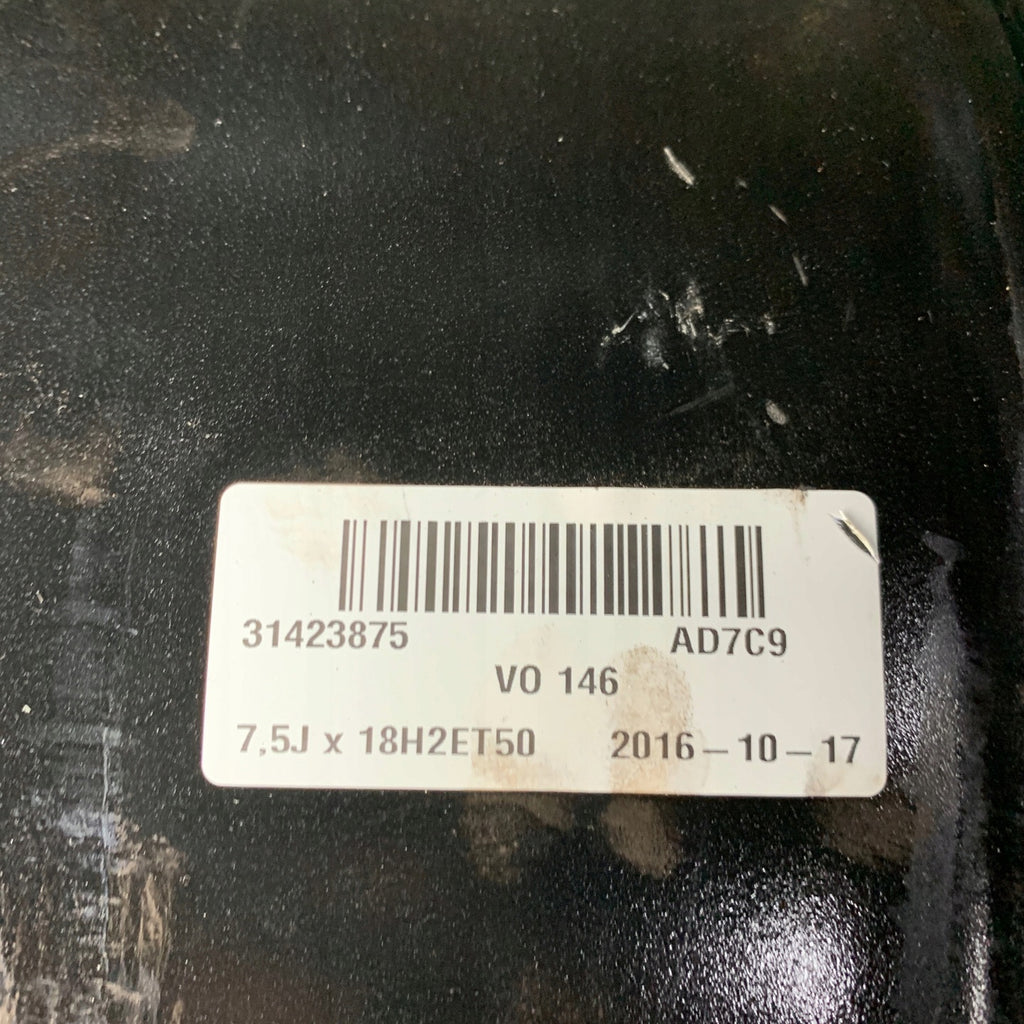 31423875 AD7C9
VO 146
7,5J x 18H2ET50 2016-10-17